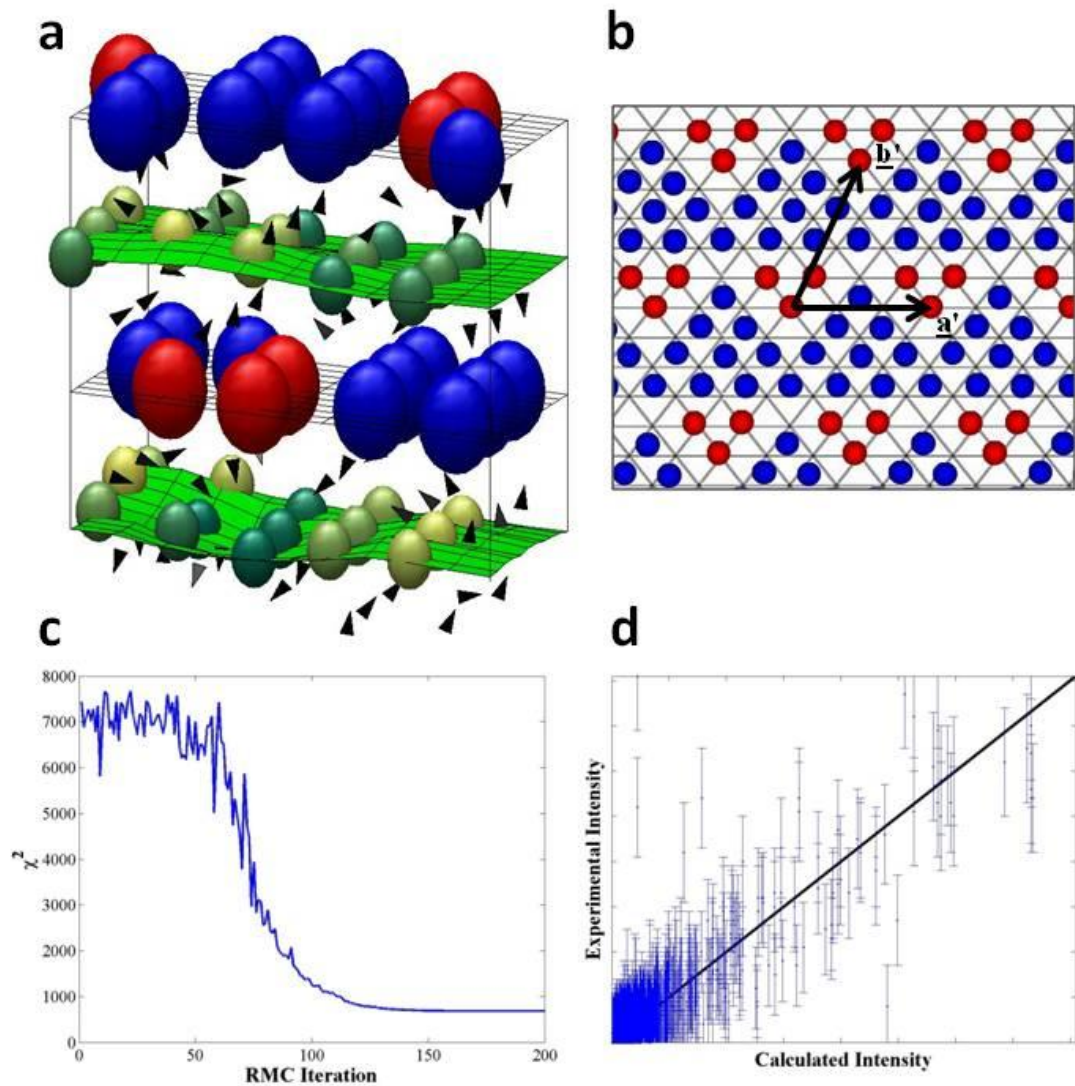 a
b
b'
a'
c
8000
7000
6000
5000
4000
3000
2000
1000
0
χ²
0
50
100
150
200
RMC Iteration
d
Experimental Intensity
Calculated Intensity